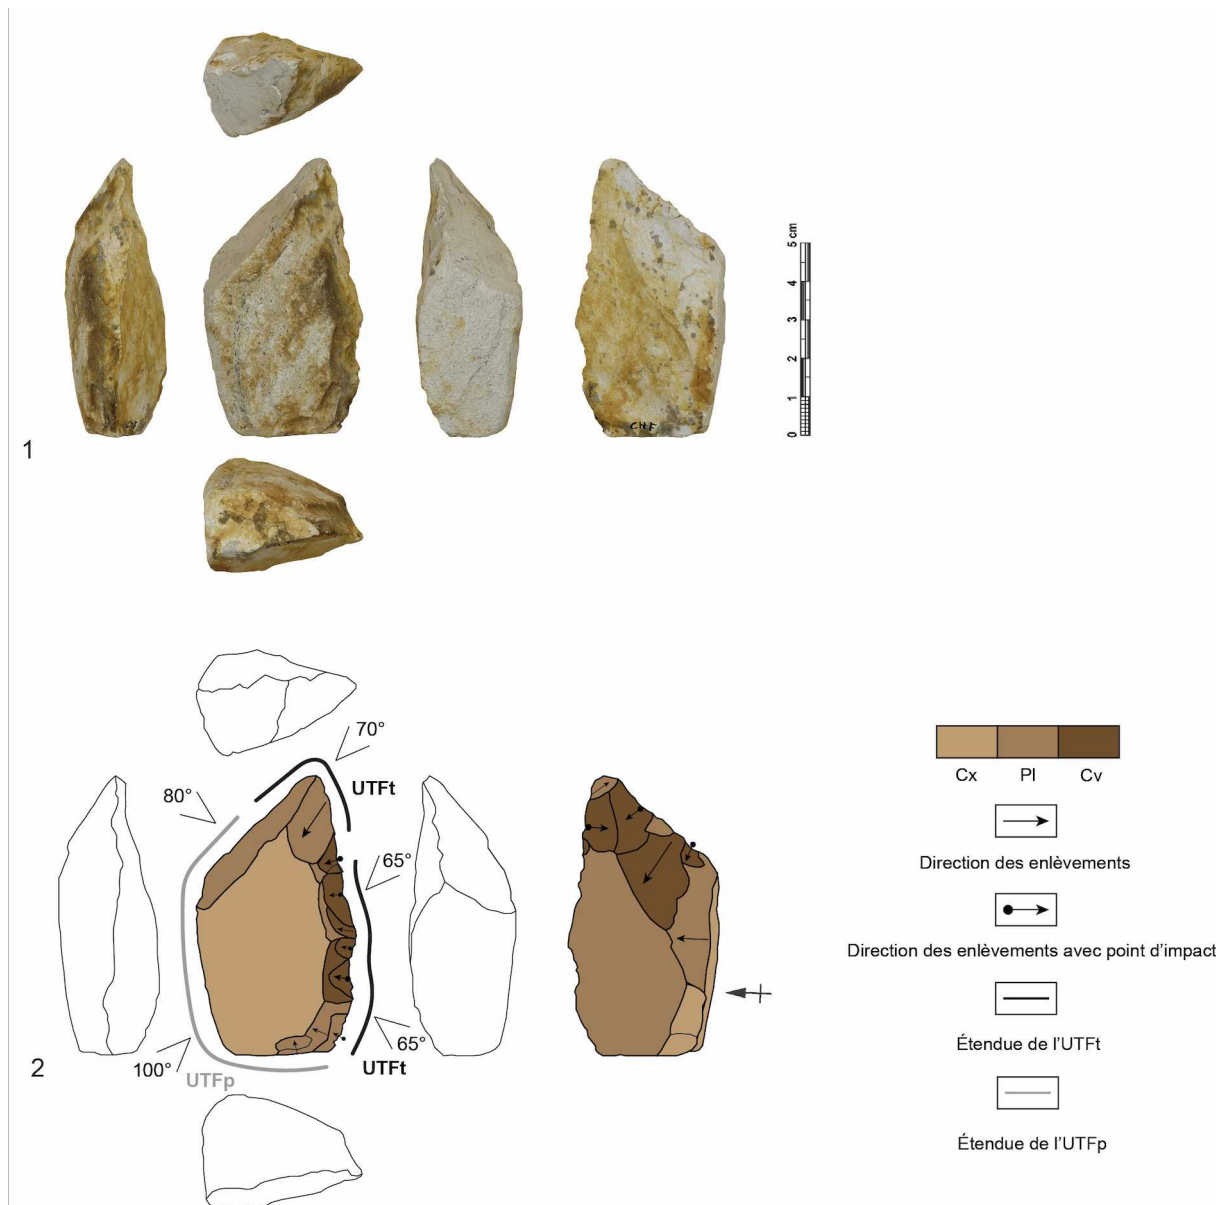 5 cm
4
3
2
1
0
CHF
1
70°
UTFt
80°
65°
65°
UTFt
100°
UTFp
2
Cx
Pl
Cv
Direction des enlèvements
Direction des enlèvements avec point d'impact
Étendue de l'UTFt
Étendue de l'UTFp